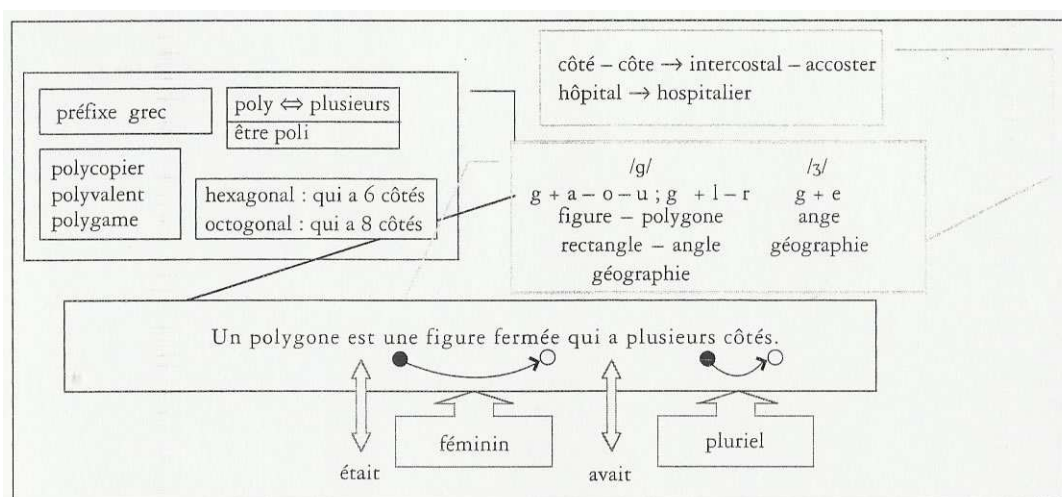 côté – côte → intercostal – accoster
hôpital → hospitalier
préfixe grec
poly ⇔ plusieurs
être poli
polycopier
polyvalent
polygame
hexagonal : qui a 6 côtés
octogonal : qui a 8 côtés
/g/ /ʒ/
g + a – o – u ; g + l – r g + e
figure – polygone ange
rectangle – angle géographie
géographie
Un polygone est une figure fermée qui a plusieurs côtés.
féminin
pluriel
était
avait